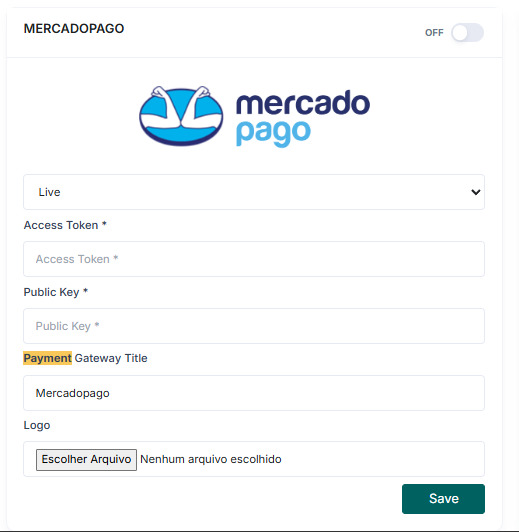 MERCADOPAGO
OFF
mercado
pago
Live
Access Token *
Access Token *
Public Key *
Public Key *
Payment Gateway Title
Mercadopago
Logo
Escolher Arquivo Nenhum arquivo escolhido
Save